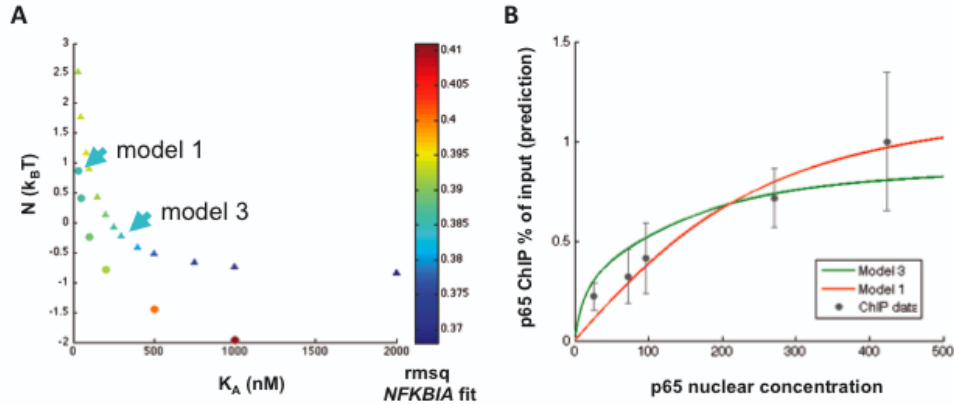 A
N (kBT)
3
2.5
2
1.5
1
0.5
0
-0.5
-1
-1.5
-2
model 1
model 3
0
500
1000
1500
2000
KA (nM)
0.41
0.405
0.4
0.395
0.39
0.385
0.38
0.375
0.37
rmsq
NFKBIA fit
B
p65 ChIP % of input (prediction)
1.5
1
0.5
0
Model 3
Model 1
ChIP data
0
100
200
300
400
500
p65 nuclear concentration